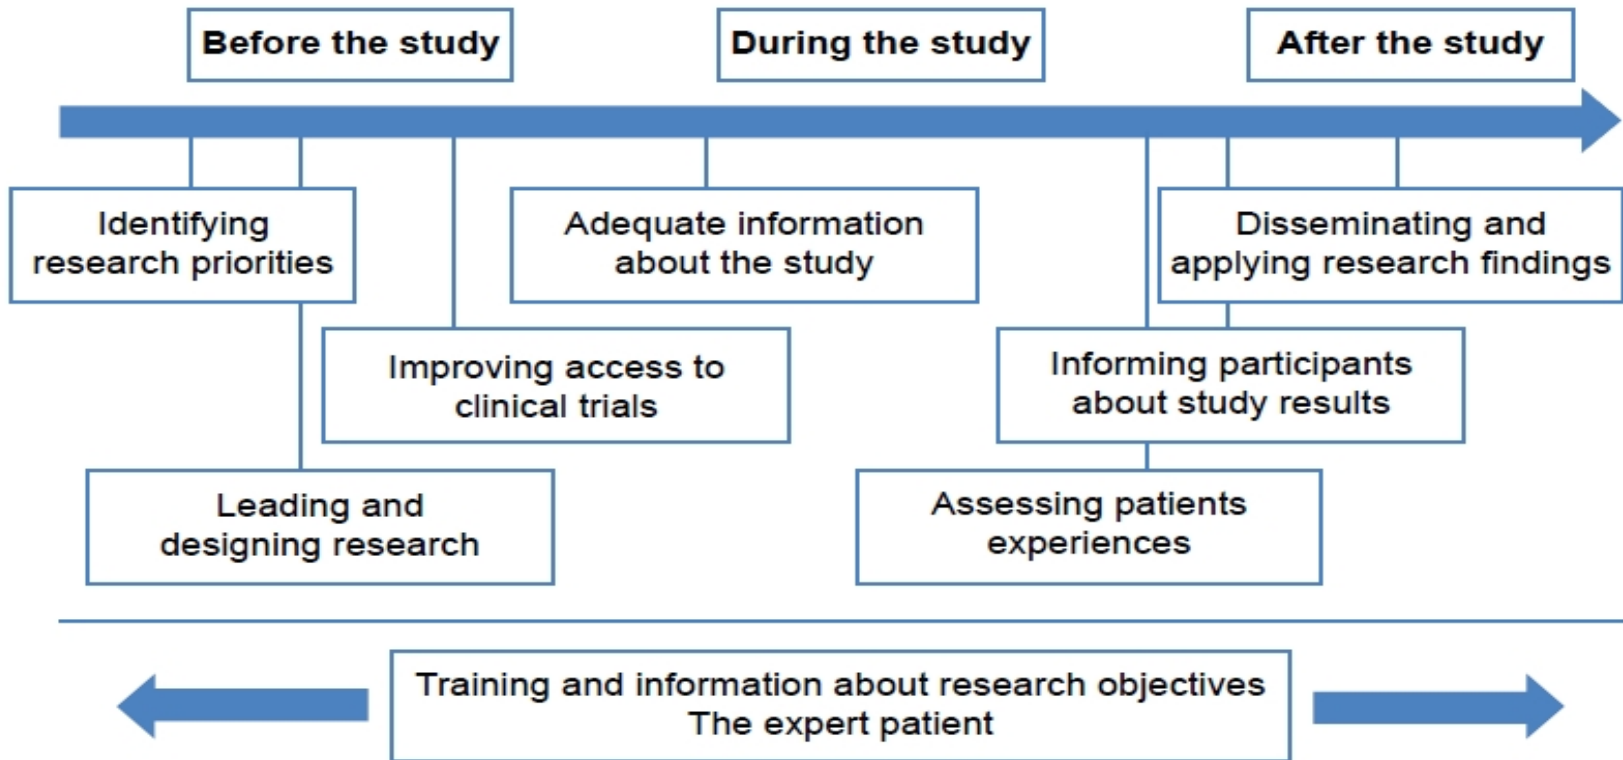 Before the study
During the study
After the study
Identifying
research priorities
Adequate information
about the study
Disseminating and
applying research findings
Improving access to
clinical trials
Informing participants
about study results
Leading and
designing research
Assessing patients
experiences
Training and information about research objectives
The expert patient